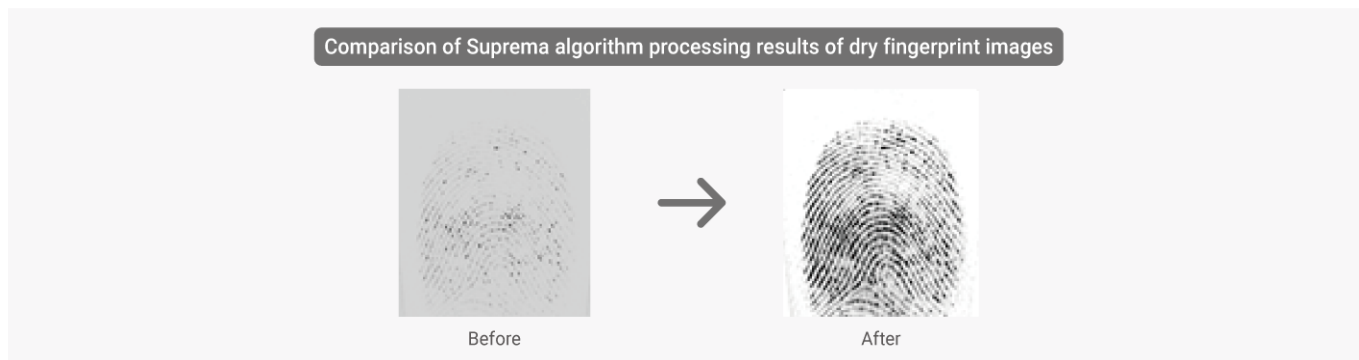 Comparison of Suprema algorithm processing results of dry fingerprint images
Before
After